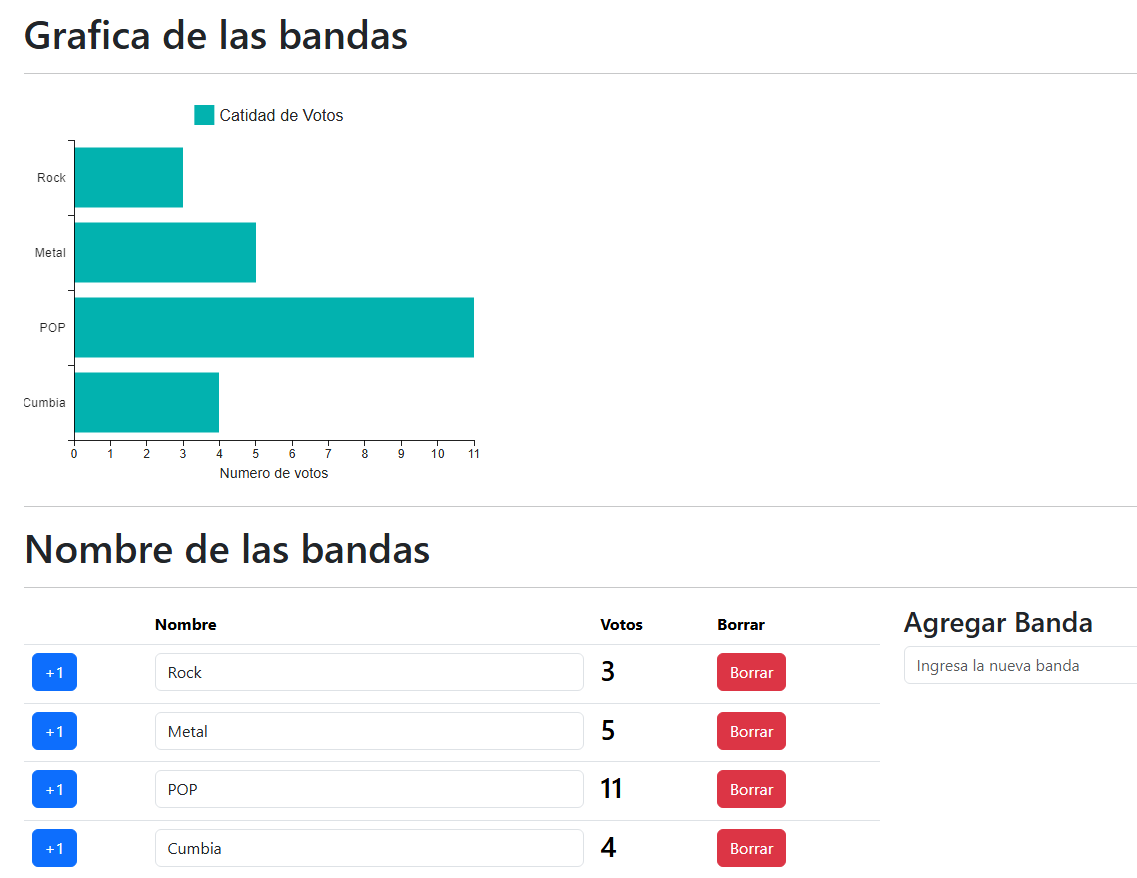 Grafica de las bandas
Catidad de Votos
Rock
Metal
POP
Cumbia
0 1 2 3 4 5 6 7 8 9 10 11
Numero de votos
Nombre de las bandas
Nombre Votos Borrar
+1 Rock 3 Borrar
+1 Metal 5 Borrar
+1 POP 11 Borrar
+1 Cumbia 4 Borrar
Agregar Banda
Ingresa la nueva banda